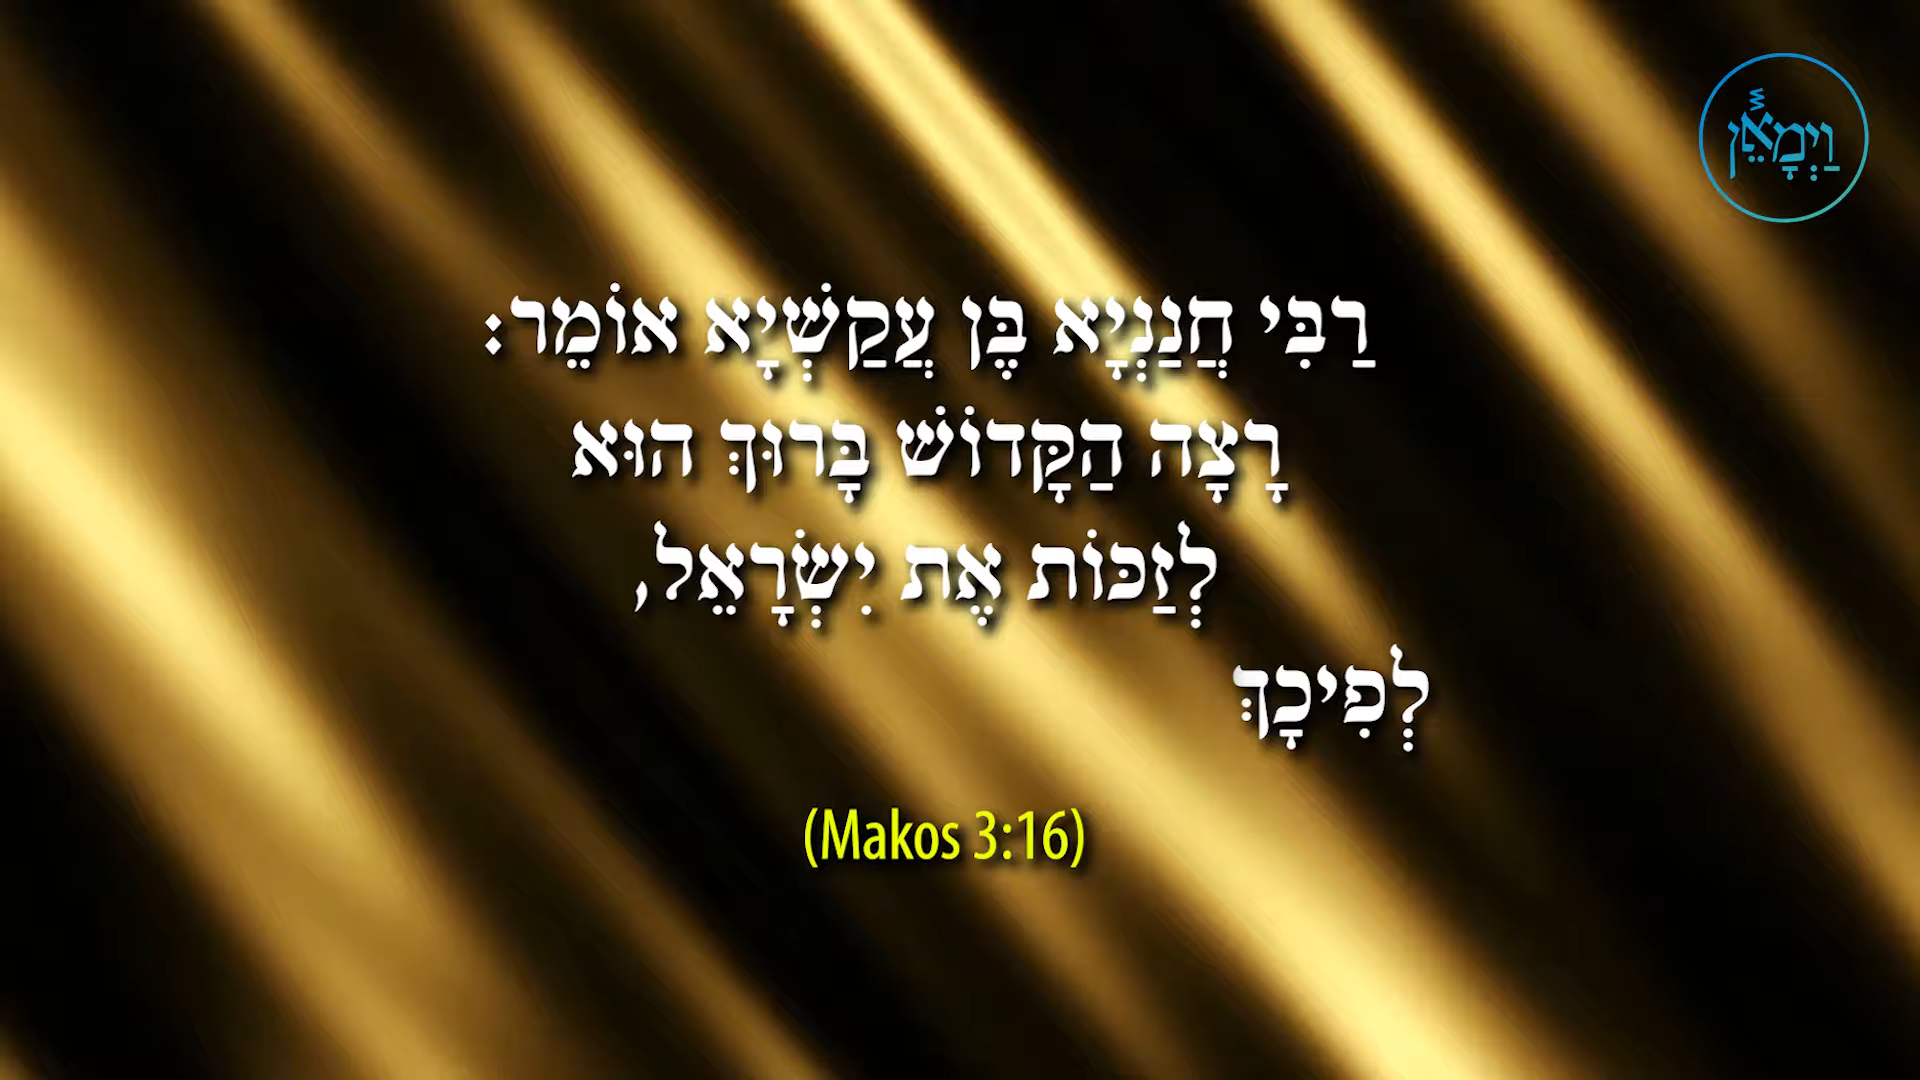 וַיְמָאֵ֓ן
רַבִּי חֲנַנְיָא בֶּן עֲקַשְׁיָא אוֹמֵר:
רָצָה הַקָּדוֹשׁ בָּרוּךְ הוּא
לְזַכּוֹת אֶת יִשְׂרָאֵל,
לְפִיכָךְ
(Makos 3:16)